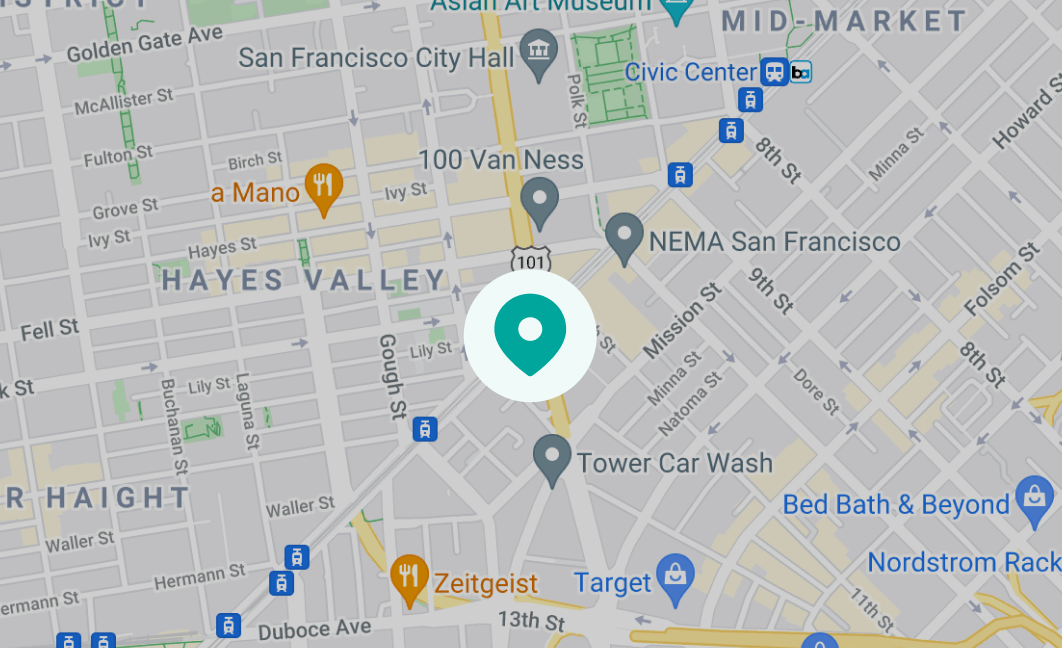 Asian Art Museum
MID-MARKET
Golden Gate Ave
San Francisco City Hall
Civic Center
ba
McAllister St
Polk St
Howard S
Fulton St
Birch St
100 Van Ness
8th St
Minna St
a Mano
Ivy St
Grove St
Ivy St
Hayes St
NEMA San Francisco
101
HAYES VALLEY
9th St
Folsom St
Fell St
Mission St
Lily St
Gough St
k St
Lily St
Laguna St
Buchanan St
Minna St
Natoma St
Dore St
8th St
Tower Car Wash
R HAIGHT
Waller St
Bed Bath & Beyond
Waller St
Nordstrom Rack
Hermann St
ermann St
Zeitgeist
Target
11th St
13th St
Duboce Ave